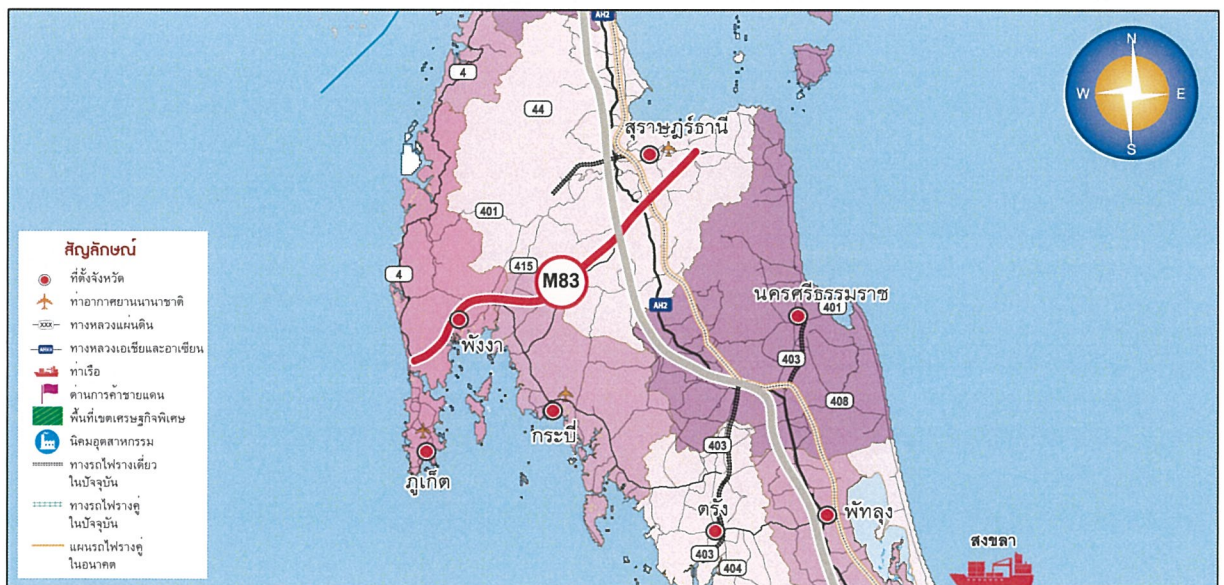 AH2
N
W
E
S
4
44
สุราษฎร์ธานี
401
สัญลักษณ์
ที่ตั้งจังหวัด
ท่าอากาศยานนานาชาติ
XXX
ทางหลวงแผ่นดิน
ทางหลวงเอเชียและอาเซียน
ท่าเรือ
ด่านการค้าชายแดน
พื้นที่เขตเศรษฐกิจพิเศษ
นิคมอุตสาหกรรม
ทางรถไฟรางเดี่ยว
ในปัจจุบัน
ทางรถไฟรางคู่
ในปัจจุบัน
แผนรถไฟรางคู่
ในอนาคต
4
415
M83
พังงา
AH2
นครศรีธรรมราช
401
403
408
กระบี่
ภูเก็ต
403
ตรัง
พัทลุง
403
404
สงขลา